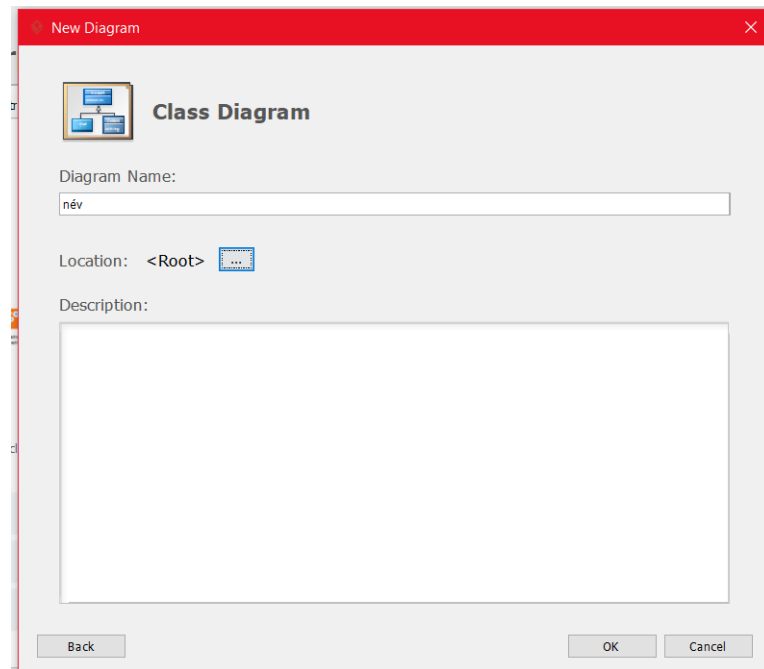 New Diagram
Class Diagram
Diagram Name:
név
Location: <Root> ...
Description:
Back OK Cancel